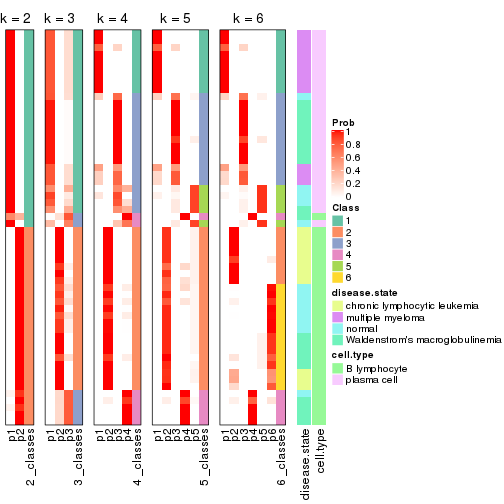 k = 2 k = 3 k = 4 k = 5 k = 6
Prob
1
0.8
0.6
0.4
0.2
0
Class
1
2
3
4
5
6
disease.state
chronic lymphocytic leukemia
multiple myeloma
normal
Waldenstrom's macroglobulinemia
cell.type
B lymphocyte
plasma cell
p1 p2 2_classes p1 p2 p3 3_classes p1 p2 p3 p4 4_classes p1 p2 p3 p4 p5 5_classes p1 p2 p3 p4 p5 p6 6_classes disease.state cell.type